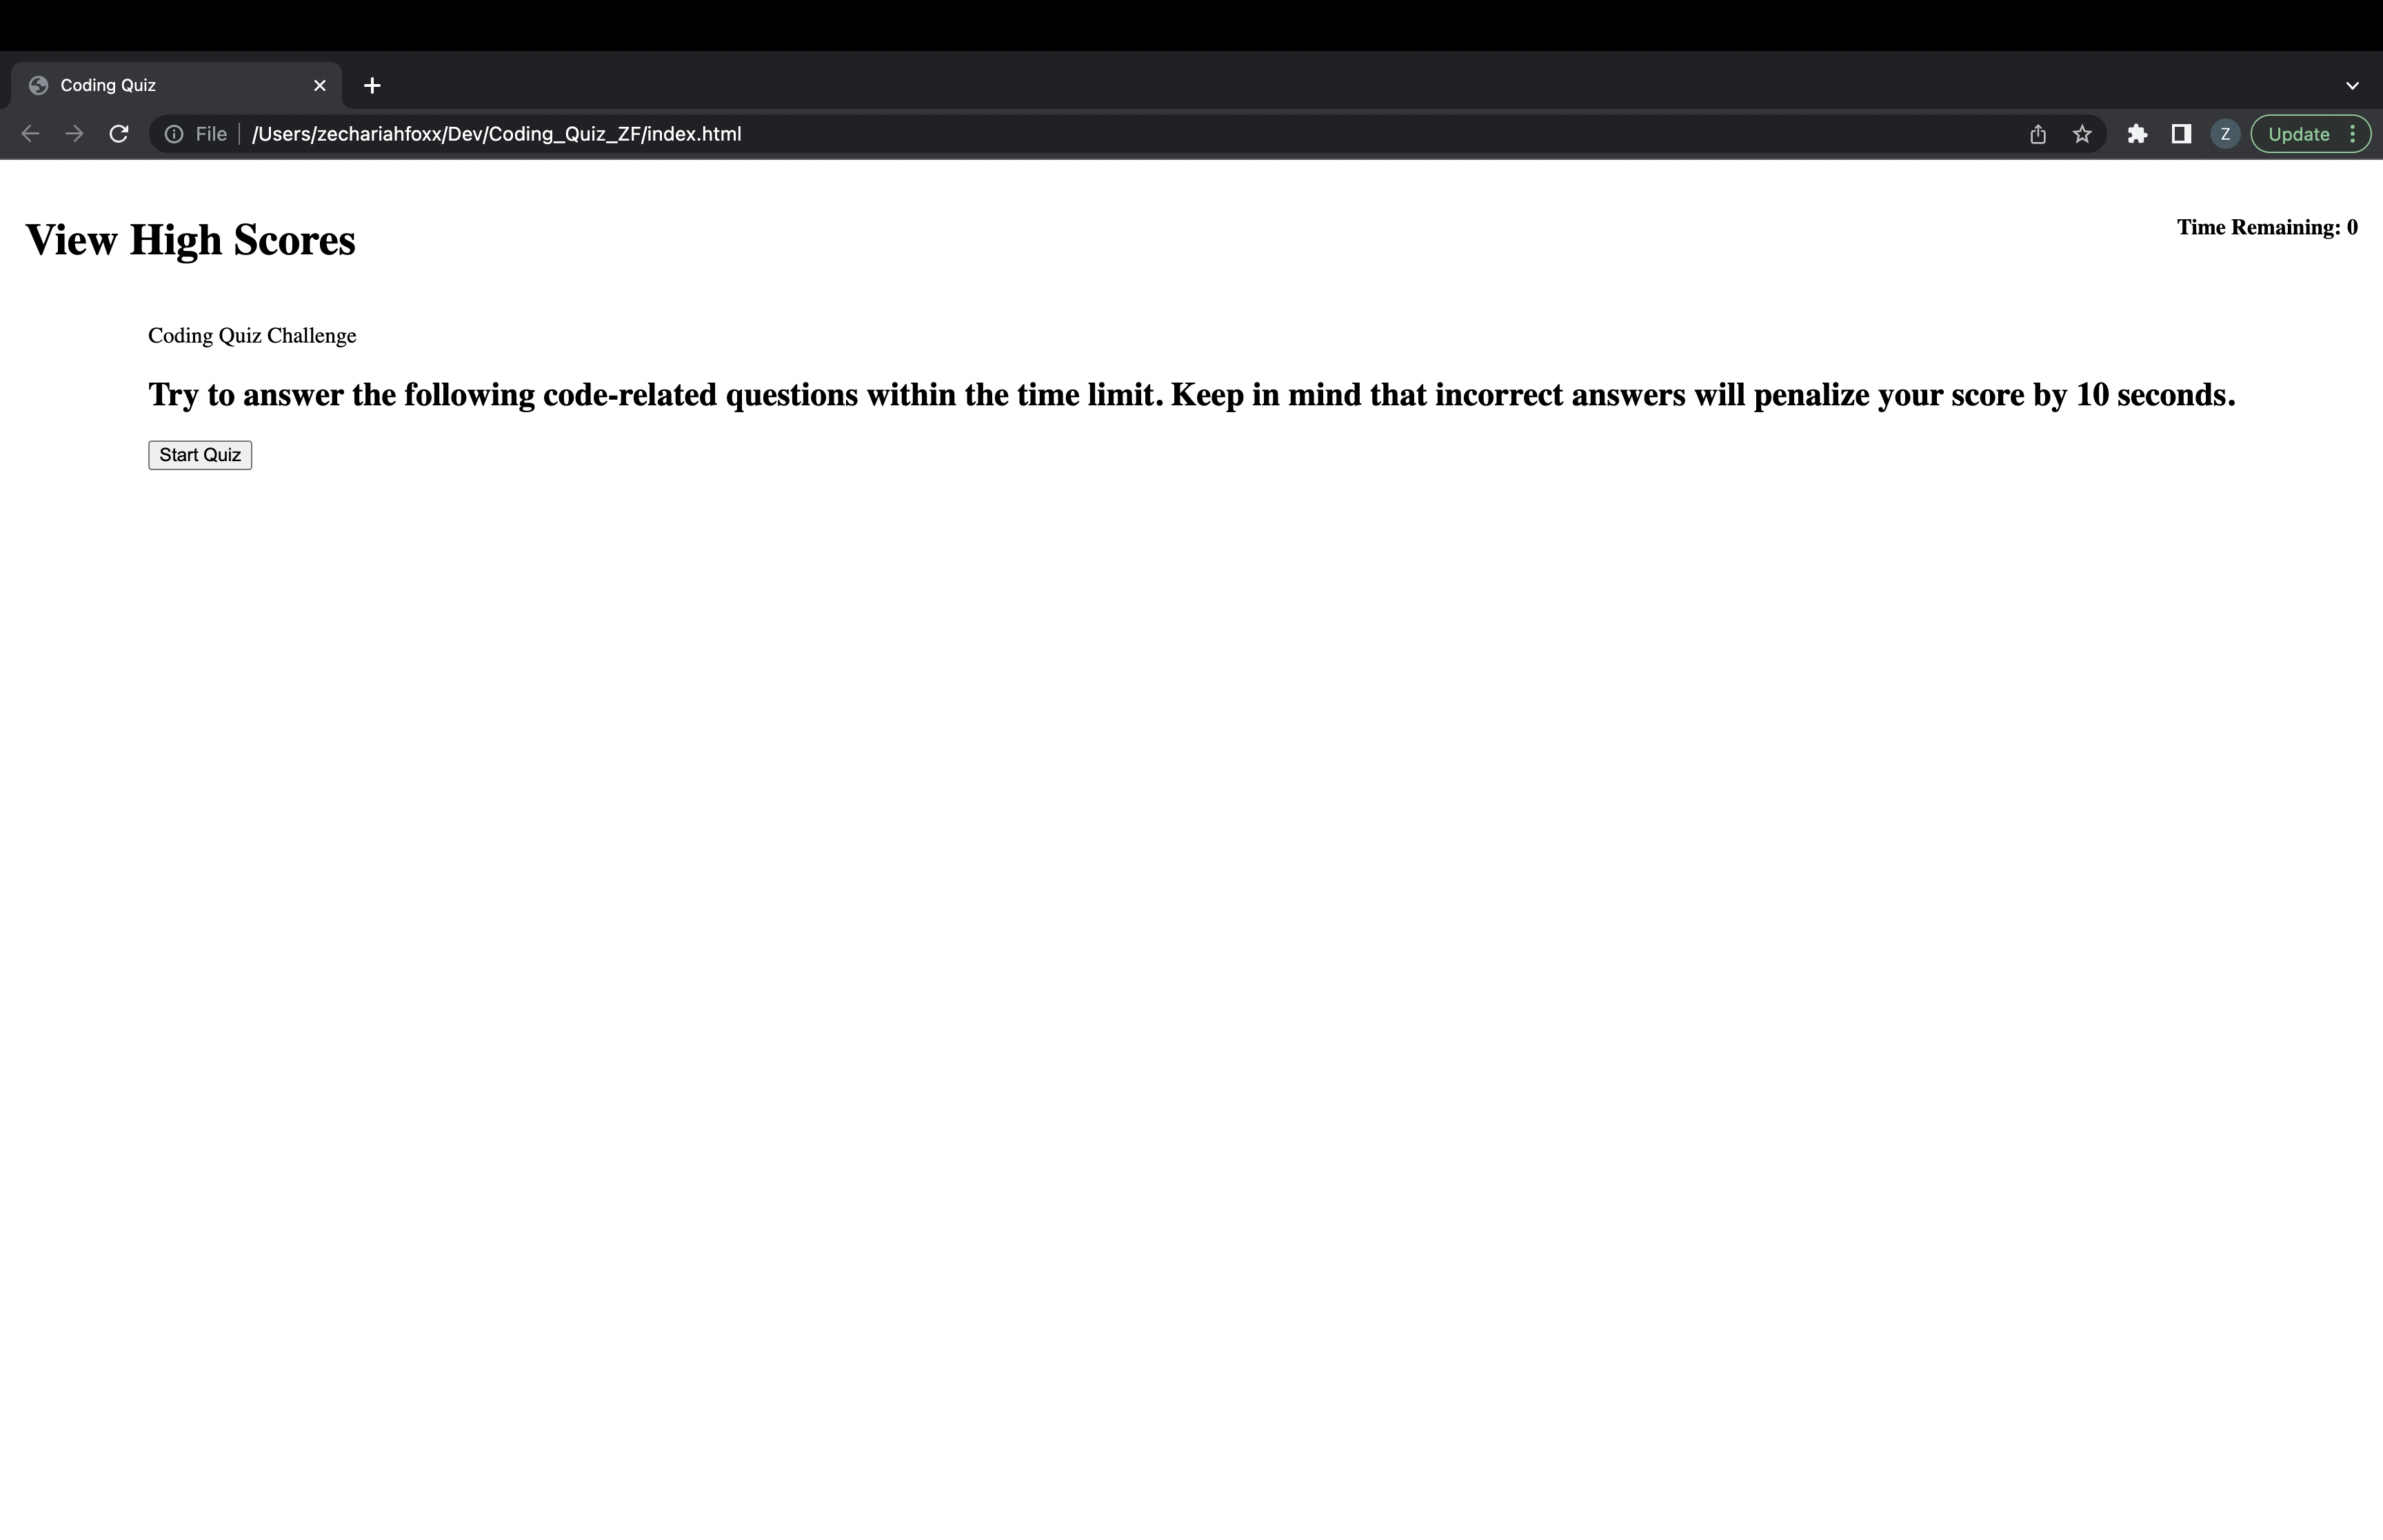 Coding Quiz
File /Users/zechariahfoxx/Dev/Coding_Quiz_ZF/index.html
Z
Update
View High Scores
Time Remaining: 0
Coding Quiz Challenge
Try to answer the following code-related questions within the time limit. Keep in mind that incorrect answers will penalize your score by 10 seconds.
Start Quiz